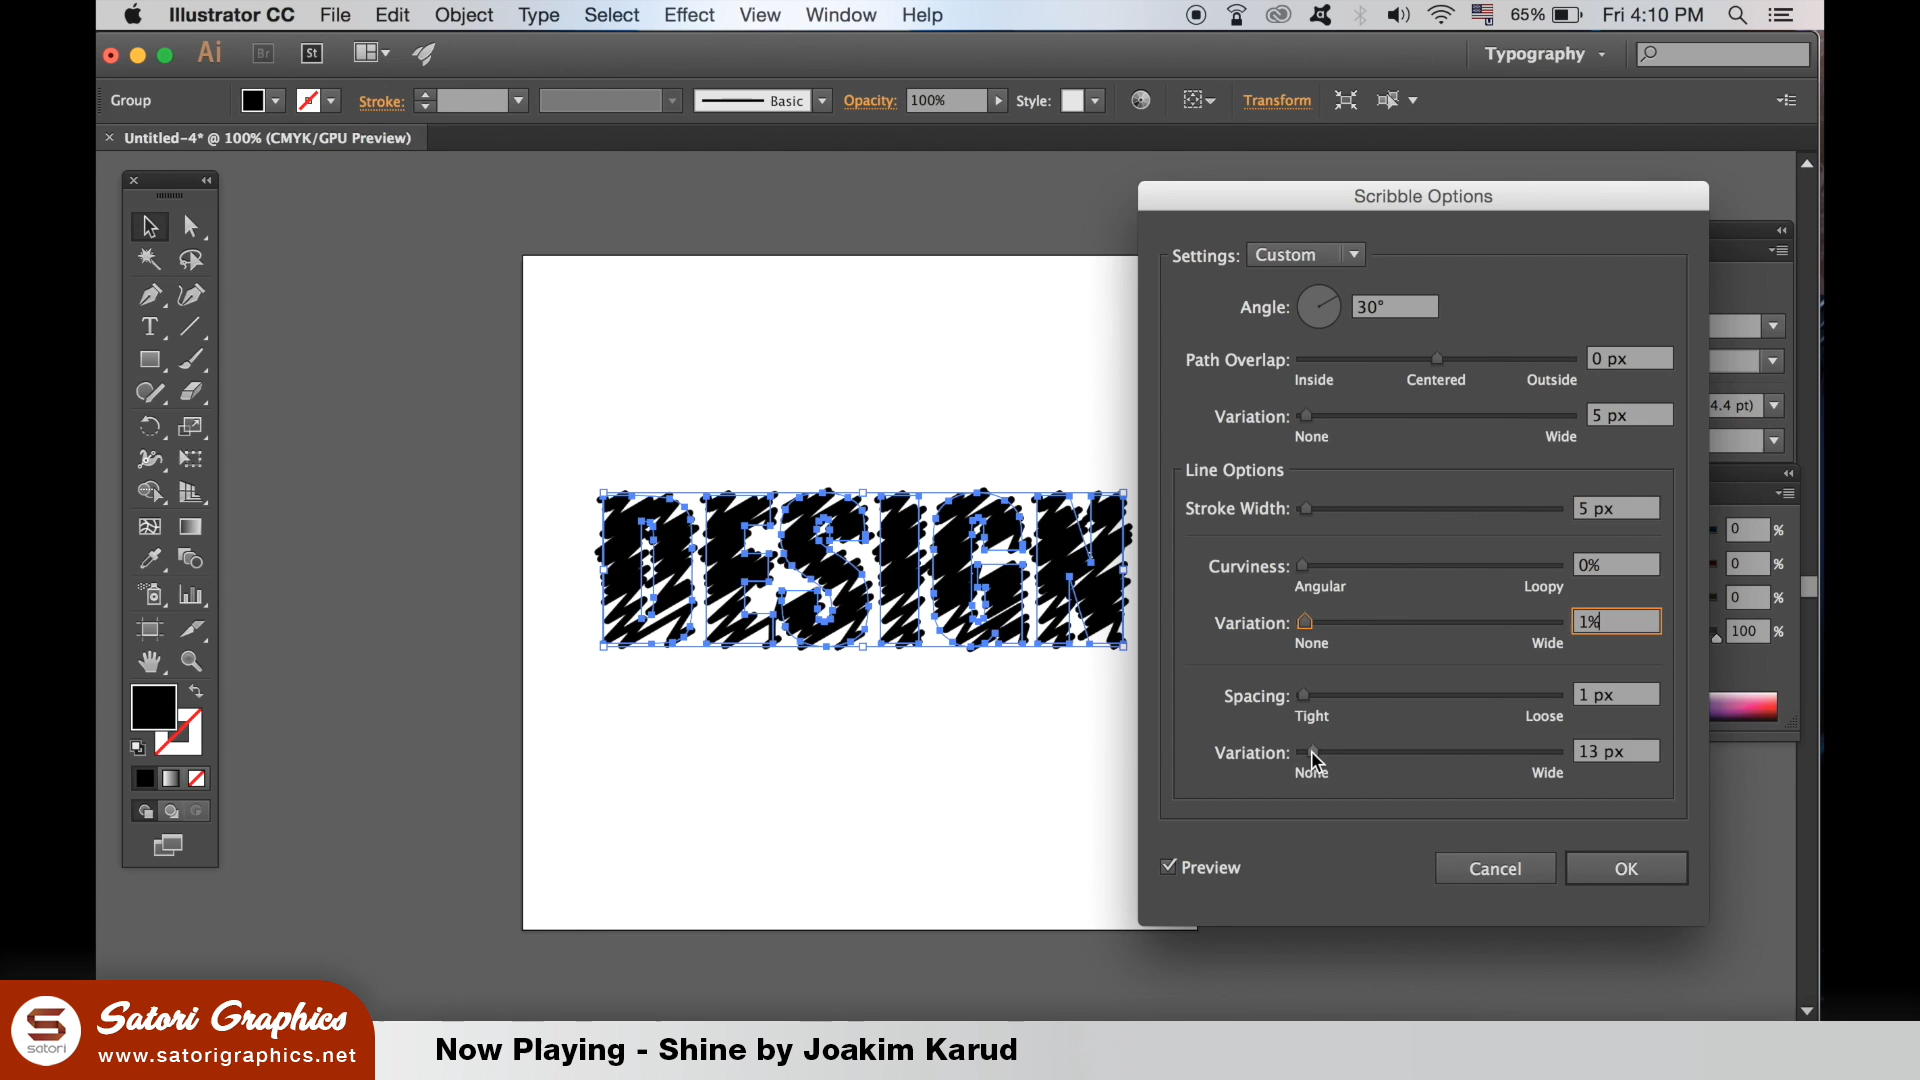 Illustrator CC File Edit Object Type Select Effect View Window Help 65% Fri 4:10 PM
Ai Br St Typography
Group Stroke: Basic Opacity: 100% Style: Transform
× Untitled-4* @ 100% (CMYK/GPU Preview)
Scribble Options
Settings: Custom
Angle: 30°
Path Overlap: 0 px
Inside Centered Outside
Variation: 5 px
None Wide
4.4 pt)
Line Options
Stroke Width: 5 px
Curviness: 0%
Angular Loopy
Variation: 1%
None Wide
Spacing: 1 px
Tight Loose
Variation: 13 px
None Wide
0 %
0 %
0 %
100 %
Preview Cancel OK
DESIGN
satori
Satori Graphics
www.satorigraphics.net
Now Playing - Shine by Joakim Karud